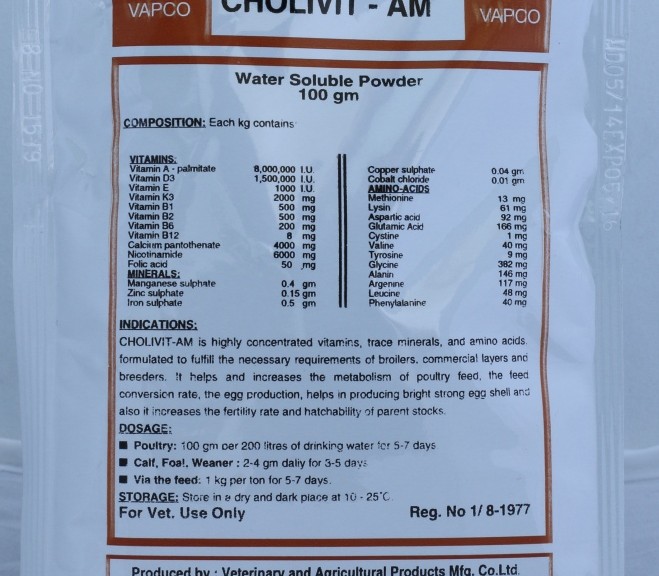 VAPCO CHOLIVIT - AM VAPCO
Water Soluble Powder
100 gm
COMPOSITION: Each kg contains
VITAMINS:
Vitamin A - palmitate 8,000,000 I.U.
Vitamin D3 1,500,000 I.U.
Vitamin E 1000 I.U.
Vitamin K3 2000 mg
Vitamin B1 500 mg
Vitamin B2 500 mg
Vitamin B6 200 mg
Vitamin B12 8 mg
Calcium pantothenate 4000 mg
Nicotinamide 6000 mg
Folic acid 50 mg
MINERALS:
Manganese sulphate 0.4 gm
Zinc sulphate 0.15 gm
Iron sulphate 0.5 gm
Copper sulphate 0.04 gm
Cobalt chloride 0.01 gm
AMINO-ACIDS
Methionine 13 mg
Lysin 61 mg
Aspartic acid 92 mg
Glutamic Acid 166 mg
Cystine 1 mg
Valine 40 mg
Tyrosine 9 mg
Glycine 382 mg
Alanin 146 mg
Argenine 117 mg
Leucine 48 mg
Phenylalanine 40 mg
INDICATIONS:
CHOLIVIT-AM is highly concentrated vitamins, trace minerals, and amino acids.
formulated to fulfill the necessary requirements of broilers, commercial layers and
breeders. It helps and increases the metabolism of poultry feed, the feed
conversion rate, the egg production, helps in producing bright strong egg shell and
also it increases the fertility rate and hatchability of parent stocks.
DOSAGE:
■ Poultry: 100 gm per 200 litres of drinking water for 5-7 days
■ Calf, Foal, Weaner : 2-4 gm daliy for 3-5 days
■ Via the feed: 1 kg per ton for 5-7 days.
STORAGE: Store in a dry and dark place at 10 - 25°C.
For Vet. Use Only Reg. No 1/ 8-1977
Produced by : Veterinary and Agricultural Products Mfg. Co.Ltd.